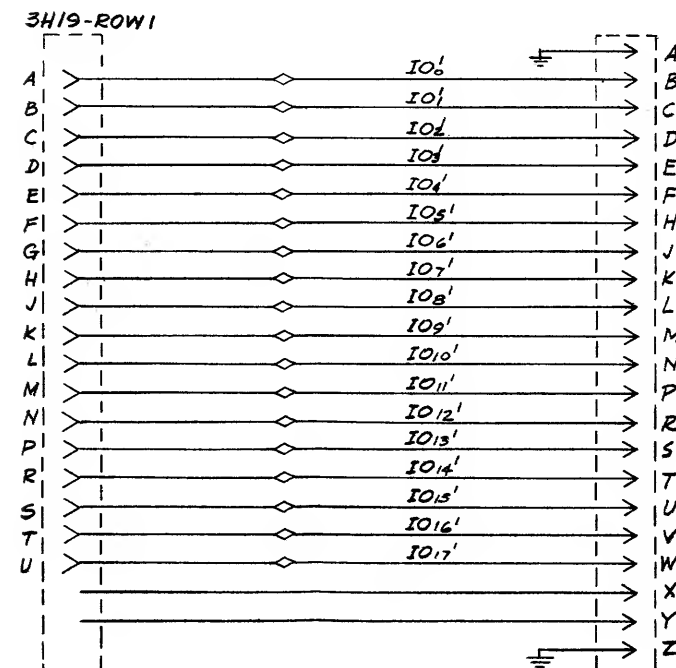 3H19-ROW1
A
A IO₀' B
B IO₁' C
C IO₂' D
D IO₃' E
E IO₄' F
F IO₅' H
G IO₆' J
H IO₇' K
J IO₈' L
K IO₉' M
L IO₁₀' N
M IO₁₁' P
N IO₁₂' R
P IO₁₃' S
R IO₁₄' T
S IO₁₅' U
T IO₁₆' V
U IO₁₇' W
X
Y
Z